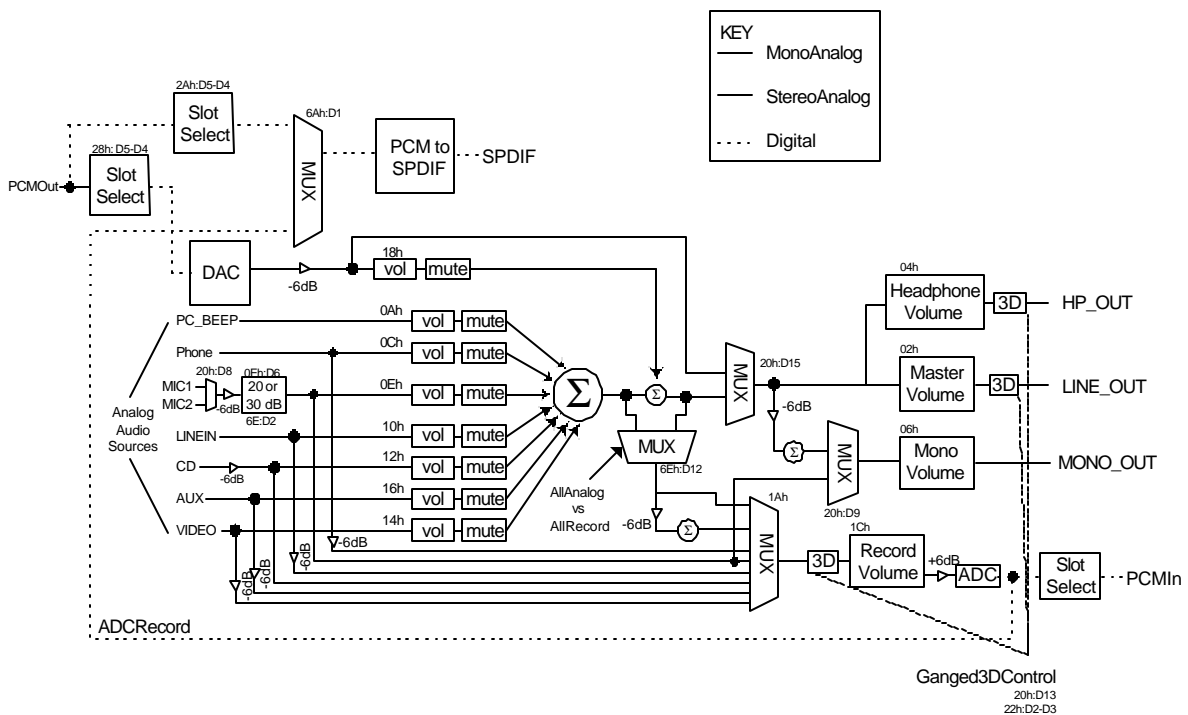 KEY
MonoAnalog
StereoAnalog
Digital
2Ah:D5-D4
Slot
Select
6Ah:D1
MUX
PCM to
SPDIF
SPDIF
28h: D5-D4
Slot
Select
PCMOut
DAC
-6dB
18h
vol
mute
04h
Headphone
Volume
3D
HP_OUT
PC_BEEP
0Ah
vol
mute
Phone
0Ch
vol
mute
MIC1
MIC2
20h:D8
-6dB
0Eh:D6
20 or
30 dB
6E:D2
0Eh
vol
mute
Analog
Audio
Sources
LINEIN
10h
vol
mute
CD
-6dB
12h
vol
mute
AUX
16h
vol
mute
VIDEO
14h
vol
mute
Σ
Σ
MUX
20h:D15
02h
Master
Volume
3D
LINE_OUT
-6dB
Σ
MUX
20h:D9
06h
Mono
Volume
MONO_OUT
MUX
6Eh:D12
AllAnalog
vs
AllRecord
-6dB
Σ
1Ah
MUX
-6dB
-6dB
-6dB
-6dB
-6dB
3D
1Ch
Record
Volume
+6dB
ADC
Slot
Select
PCMIn
ADCRecord
Ganged3DControl
20h:D13
22h:D2-D3